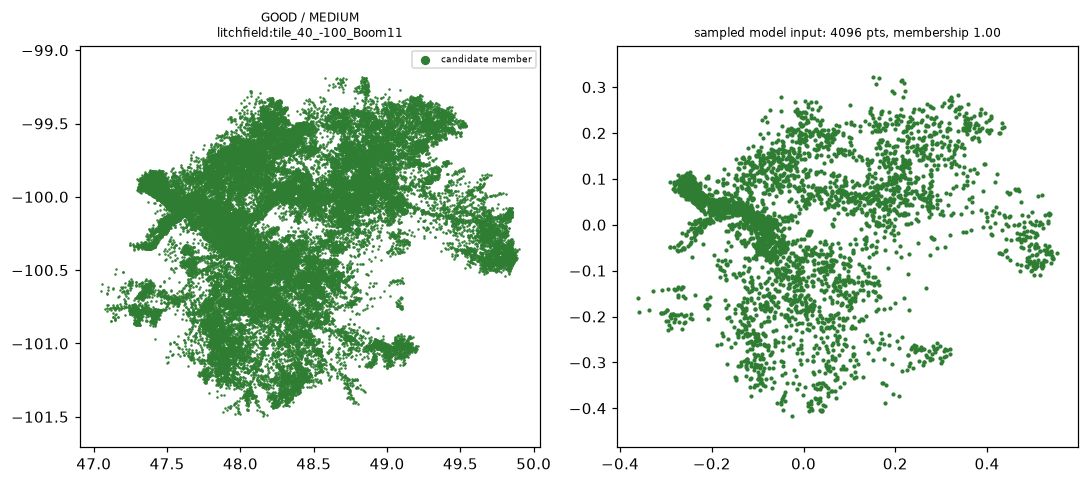 GOOD / MEDIUM
litchfield:tile_40_-100_Boom11
candidate member
−99.0
−99.5
−100.0
−100.5
−101.0
−101.5
47.0 47.5 48.0 48.5 49.0 49.5 50.0
sampled model input: 4096 pts, membership 1.00
0.3
0.2
0.1
0.0
−0.1
−0.2
−0.3
−0.4
−0.4 −0.2 0.0 0.2 0.4